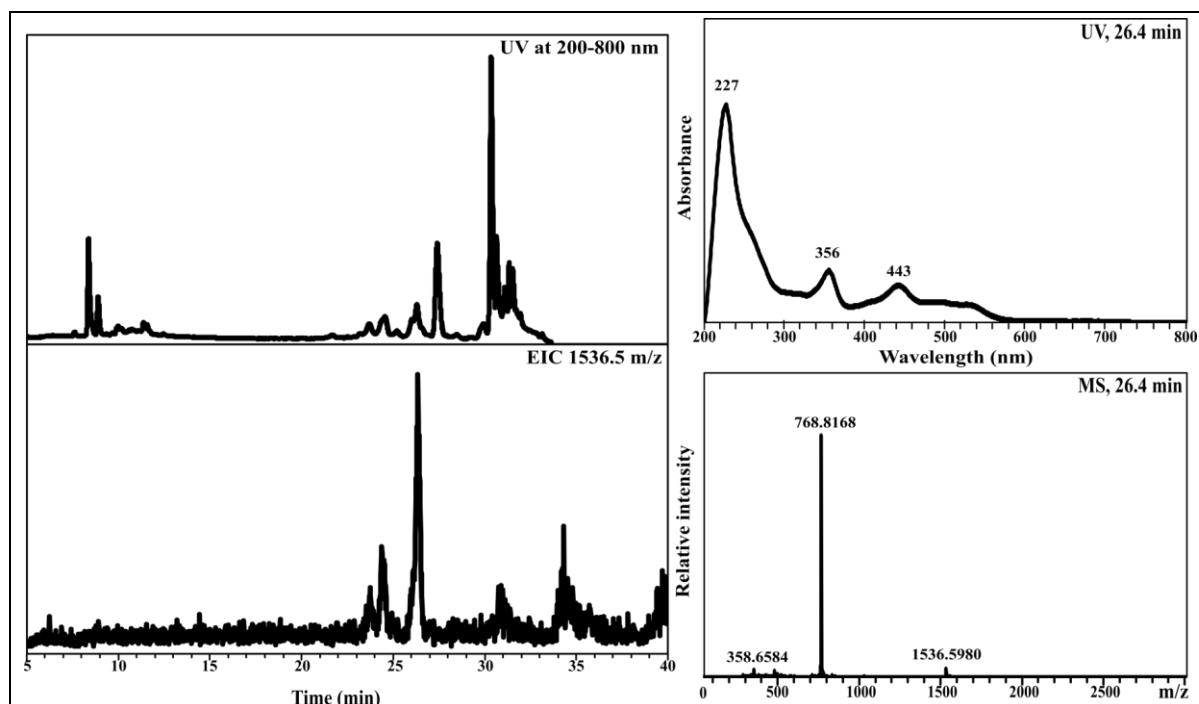 UV at 200-800 nm
EIC 1536.5 m/z
5 10 15 20 25 30 35 40
Time (min)
UV, 26.4 min
227
356
443
Absorbance
200 300 400 500 600 700 800
Wavelength (nm)
MS, 26.4 min
768.8168
Relative intensity
358.6584
1536.5980
0 500 1000 1500 2000 2500 m/z